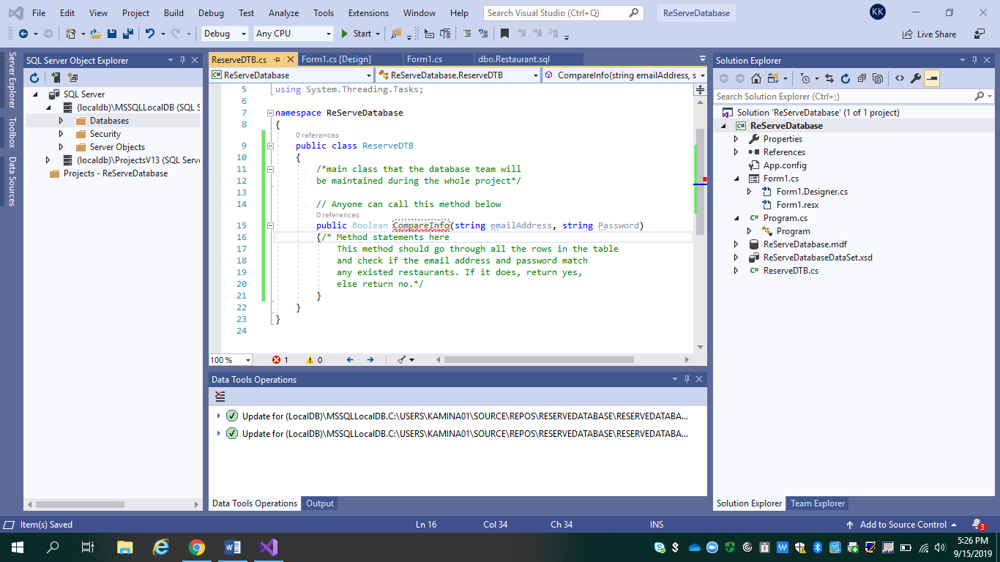 File Edit View Project Build Debug Test Analyze Tools Extensions Window Help Search Visual Studio (Ctrl+Q) ReServeDatabase KK
Debug Any CPU Start Live Share
Server Explorer
Toolbox
Data Sources
SQL Server Object Explorer
SQL Server
(localdb)\MSSQLLocalDB (SQL S
Databases
Security
Server Objects
(localdb)\ProjectsV13 (SQL Serve
Projects - ReServeDatabase
ReserveDTB.cs Form1.cs [Design] Form1.cs dbo.Restaurant.sql
ReServeDatabase ReServeDatabase.ReserveDTB CompareInfo(string emailAddress, s
5 using System.Threading.Tasks;
6
7 namespace ReServeDatabase
8 {
0 references
9 public class ReserveDTB
10 {
11 /*main class that the database team will
12 be maintained during the whole project*/
13
14 // Anyone can call this method below
0 references
15 public Boolean CompareInfo(string emailAddress, string Password)
16 {/* Method statements here
17 This method should go through all the rows in the table
18 and check if the email address and password match
19 any existed restaurants. If it does, return yes,
20 else return no.*/
21 }
22 }
23 }
24
100 % 1 0
Data Tools Operations
Update for (LocalDB)\MSSQLLocalDB.C:\USERS\KAMINA01\SOURCE\REPOS\RESERVEDATABASE\RESERVEDATABA...
Update for (LocalDB)\MSSQLLocalDB.C:\USERS\KAMINA01\SOURCE\REPOS\RESERVEDATABASE\RESERVEDATABA...
Data Tools Operations Output
Solution Explorer
Search Solution Explorer (Ctrl+;)
Solution 'ReServeDatabase' (1 of 1 project)
ReServeDatabase
Properties
References
App.config
Form1.cs
Form1.Designer.cs
Form1.resx
Program.cs
Program
ReServeDatabase.mdf
ReServeDatabaseDataSet.xsd
ReserveDTB.cs
Solution Explorer Team Explorer
Item(s) Saved Ln 16 Col 34 Ch 34 INS Add to Source Control 3
5:26 PM
9/15/2019